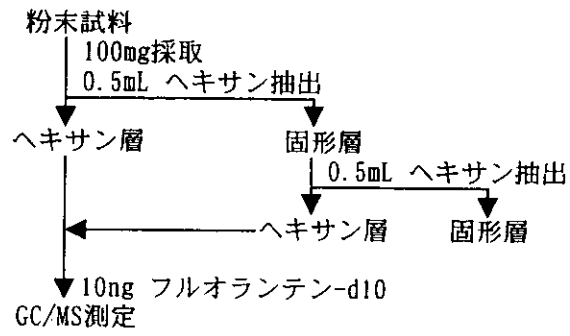 粉末試料
100mg採取
0.5mL ヘキサン抽出
ヘキサン層
固形層
0.5mL ヘキサン抽出
ヘキサン層
固形層
10ng フルオランテン-d10
GC/MS測定